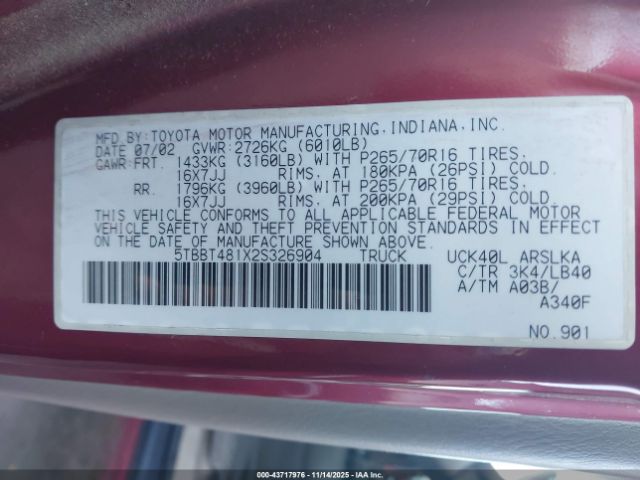 MFD BY:TOYOTA MOTOR MANUFACTURING,INDIANA,INC.
DATE 07/02 GVWR:2726KG (6010LB)
GAWR:FRT. 1433KG (3160LB) WITH P265/70R16 TIRES.
16X7JJ RIMS. AT 180KPA (26PSI) COLD.
RR. 1796KG (3960LB) WITH P265/70R16 TIRES.
16X7JJ RIMS. AT 200KPA (29PSI) COLD.
THIS VEHICLE CONFORMS TO ALL APPLICABLE FEDERAL MOTOR
VEHICLE SAFETY AND THEFT PREVENTION STANDARDS IN EFFECT
ON THE DATE OF MANUFACTURE SHOWN ABOVE.
5TBBT481X2S326904 TRUCK UCK40L ARSLKA
C/TR 3K4/LB40
A/TM A03B/
A340F
NO.901
000-43717976 - 11/14/2025 - IAA Inc.